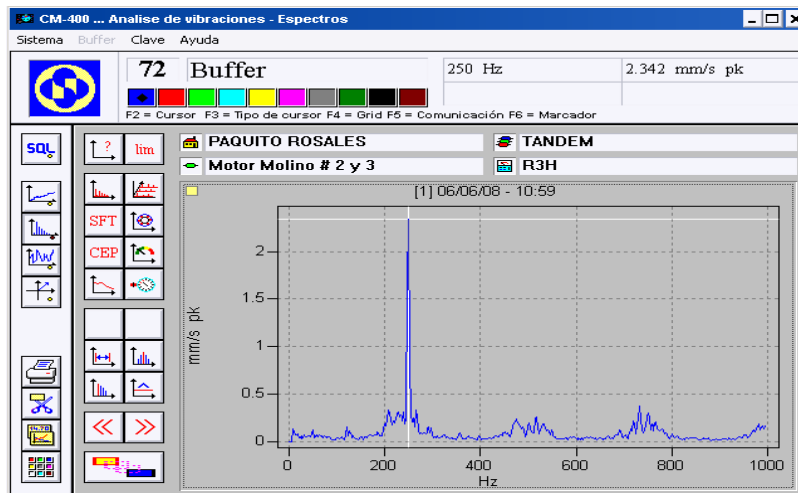 CM-400 ... Analise de vibraciones - Espectros
Sistema Buffer Clave Ayuda
72 Buffer 250 Hz 2.342 mm/s pk
F2 = Cursor F3 = Tipo de cursor F4 = Grid F5 = Comunicación F6 = Marcador
SQL ? lim PAQUITO ROSALES TANDEM
Motor Molino # 2 y 3 R3H
[1] 06/06/08 - 10:59
SFT
CEP
2
1.5
mm/s pk
1
0.5
0
0 200 400 600 800 1000
Hz
14.70